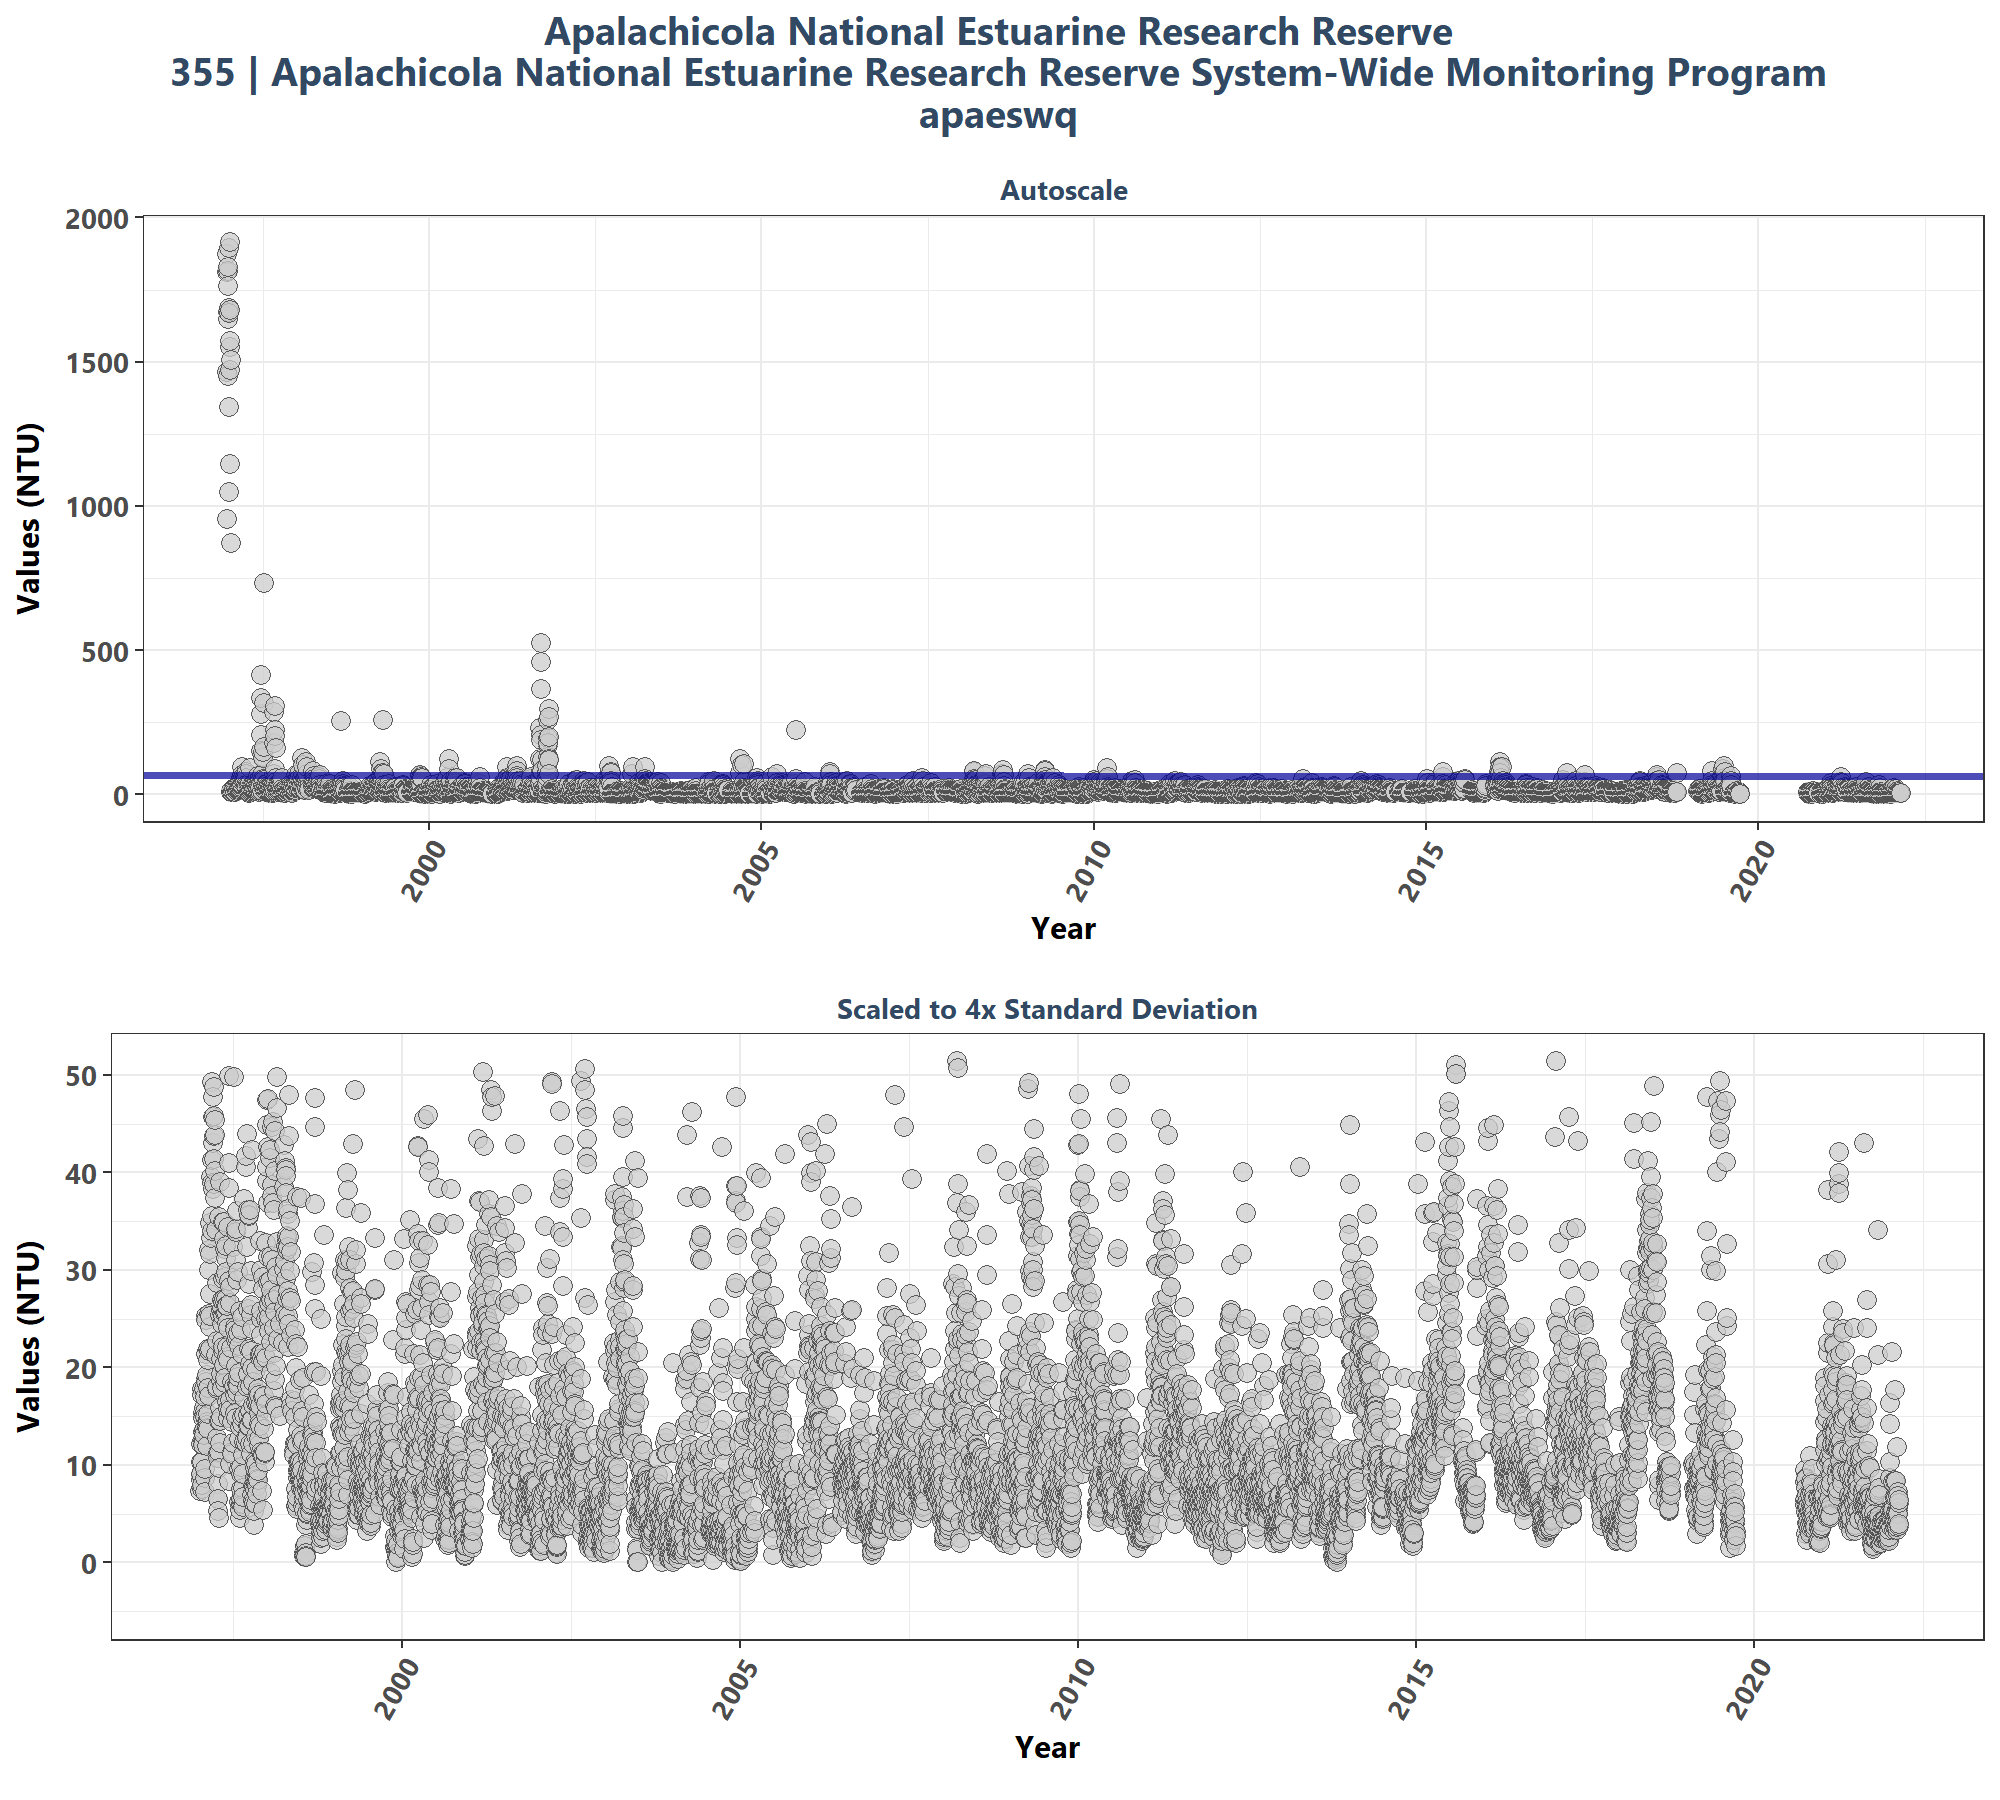 Apalachicola National Estuarine Research Reserve
355 | Apalachicola National Estuarine Research Reserve System-Wide Monitoring Program
apaeswq
Autoscale
Values (NTU)
2000
1500
1000
500
0
2000 2005 2010 2015 2020
Year
Scaled to 4x Standard Deviation
Values (NTU)
50
40
30
20
10
0
2000 2005 2010 2015 2020
Year